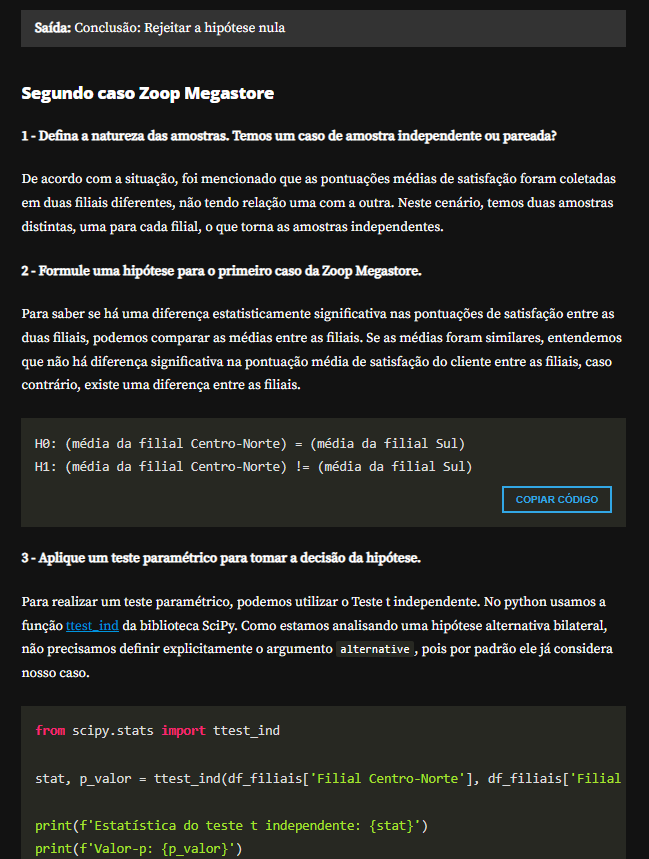 Saída: Conclusão: Rejeitar a hipótese nula
Segundo caso Zoop Megastore
1 - Defina a natureza das amostras. Temos um caso de amostra independente ou pareada?
De acordo com a situação, foi mencionado que as pontuações médias de satisfação foram coletadas
em duas filiais diferentes, não tendo relação uma com a outra. Neste cenário, temos duas amostras
distintas, uma para cada filial, o que torna as amostras independentes.
2 - Formule uma hipótese para o primeiro caso da Zoop Megastore.
Para saber se há uma diferença estatisticamente significativa nas pontuações de satisfação entre as
duas filiais, podemos comparar as médias entre as filiais. Se as médias foram similares, entendemos
que não há diferença significativa na pontuação média de satisfação do cliente entre as filiais, caso
contrário, existe uma diferença entre as filiais.
H0: (média da filial Centro-Norte) = (média da filial Sul)
H1: (média da filial Centro-Norte) != (média da filial Sul)
COPIAR CÓDIGO
3 - Aplique um teste paramétrico para tomar a decisão da hipótese.
Para realizar um teste paramétrico, podemos utilizar o Teste t independente. No python usamos a
função ttest_ind da biblioteca SciPy. Como estamos analisando uma hipótese alternativa bilateral,
não precisamos definir explicitamente o argumento alternative, pois por padrão ele já considera
nosso caso.
from scipy.stats import ttest_ind
stat, p_valor = ttest_ind(df_filiais['Filial Centro-Norte'], df_filiais['Filial
print(f'Estatística do teste t independente: {stat}')
print(f'Valor-p: {p_valor}')